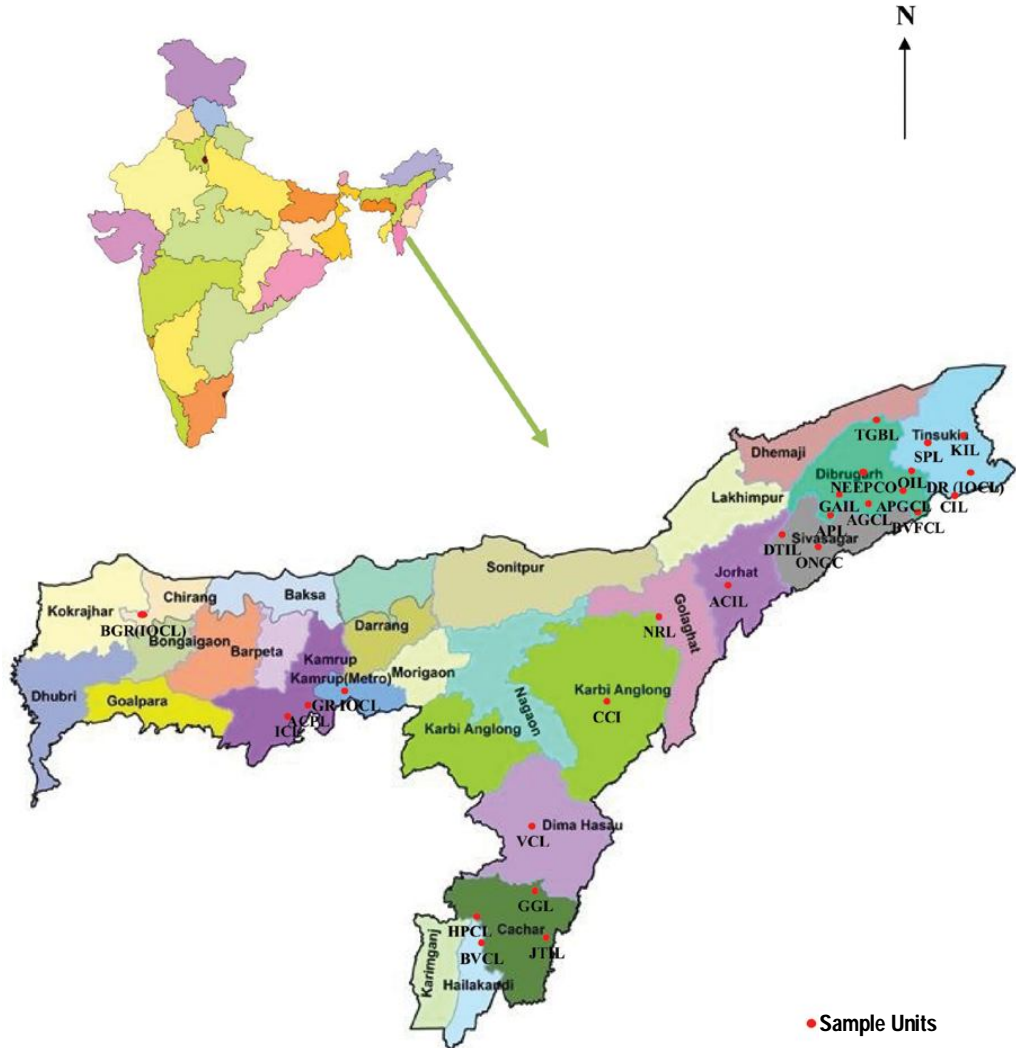 N
TGBL
Tinsukia
KIL
SPL
Dhemaji
Dibrugarh
OIL
DR (IOCL)
NEEPCO
Lakhimpur
GAIL
APGCL
CIL
AGCL
BVFCL
APL
Sivasagar
DTIL
ONGC
Sonitpur
Jorhat
ACIL
Chirang
Baksa
Kokrajhar
Golaghat
NRL
BGR(IOCL)
Bongaigaon
Darrang
Barpeta
Kamrup
Morigaon
Kamrup(Metro)
Dhubri
Goalpara
Karbi Anglong
GR IOCL
CCI
ACPL
Nagaon
ICL
Karbi Anglong
Dima Hasau
VCL
GGL
HPCL
Cachar
JTIL
BVCL
Karimganj
Hailakandi
Sample Units